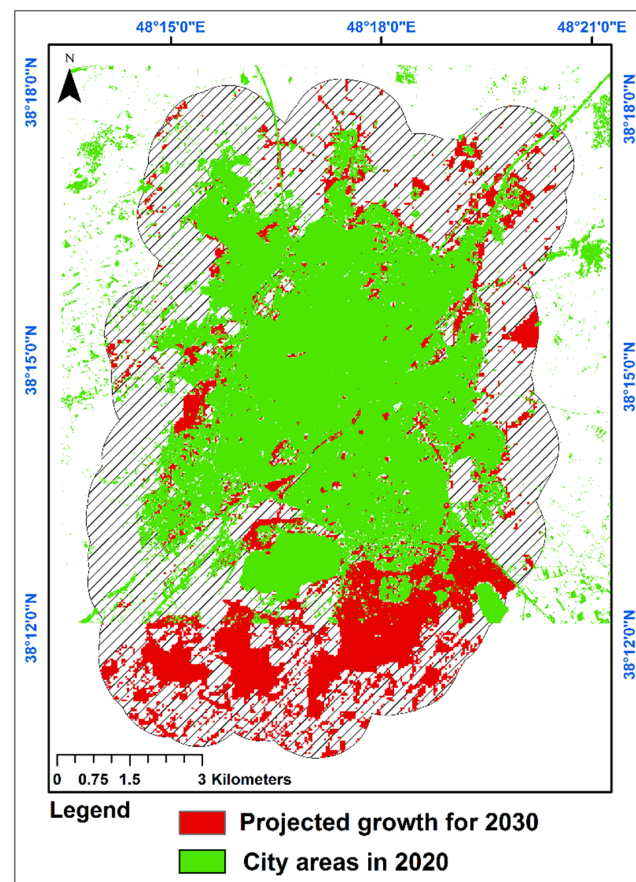 48°15'0"E 48°18'0"E 48°21'0"E
N
38°18'0"N 38°18'0"N
38°15'0"N 38°15'0"N
38°12'0"N 38°12'0"N
0 0.75 1.5 3 Kilometers
Legend
Projected growth for 2030
City areas in 2020